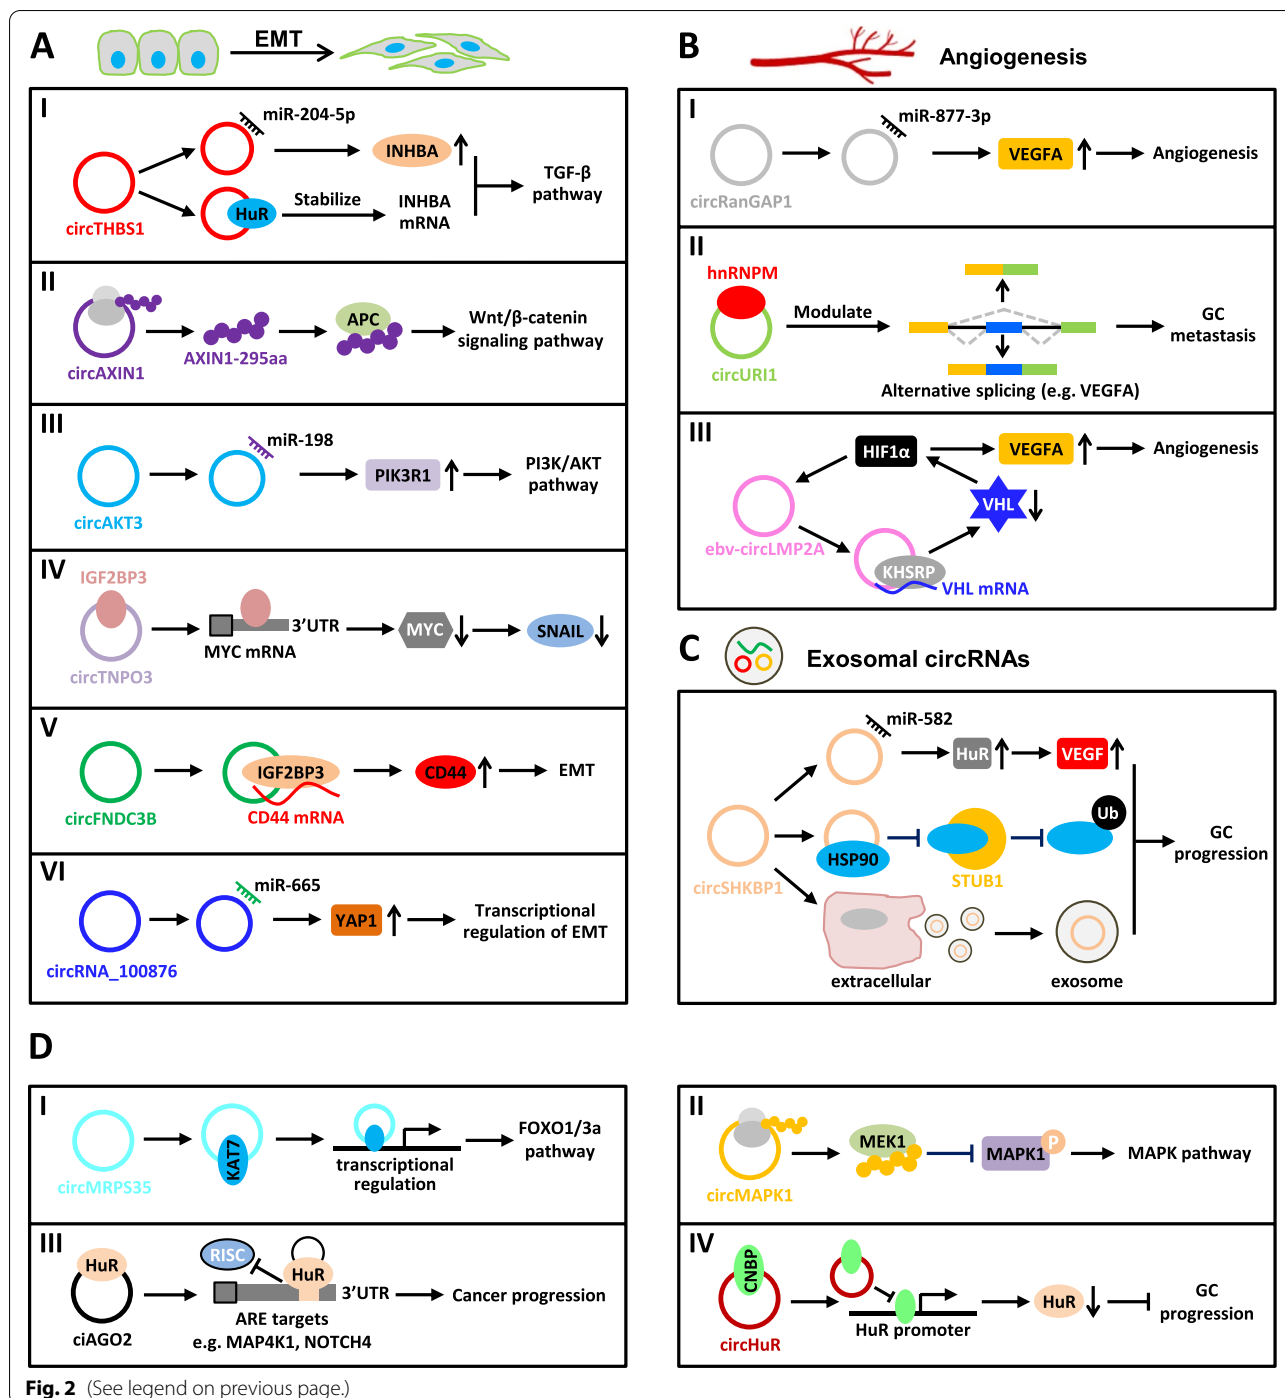 A
EMT
I
miR-204-5p
INHBA
TGF-β
pathway
HuR
Stabilize
INHBA
mRNA
circTHBS1
II
APC
Wnt/β-catenin
signaling pathway
AXIN1-295aa
circAXIN1
III
miR-198
PIK3R1
PI3K/AKT
pathway
circAKT3
IV
IGF2BP3
3’UTR
MYC
SNAIL
MYC mRNA
circTNPO3
V
IGF2BP3
CD44
EMT
circFNDC3B
CD44 mRNA
VI
miR-665
YAP1
Transcriptional
regulation of EMT
circRNA_100876
B
Angiogenesis
I
miR-877-3p
VEGFA
Angiogenesis
circRanGAP1
II
hnRNPM
Modulate
GC
metastasis
circURI1
Alternative splicing (e.g. VEGFA)
III
HIF1α
VEGFA
Angiogenesis
VHL
ebv-circLMP2A
KHSRP
VHL mRNA
C
Exosomal circRNAs
miR-582
HuR
VEGF
Ub
GC
progression
HSP90
STUB1
circSHKBP1
extracellular
exosome
D
I
KAT7
FOXO1/3a
pathway
transcriptional
regulation
circMRPS35
II
MEK1
MAPK1
P
MAPK pathway
circMAPK1
III
HuR
RISC
HuR
3’UTR
Cancer progression
ARE targets
e.g. MAP4K1, NOTCH4
ciAGO2
IV
CNBP
HuR
GC
progression
HuR promoter
circHuR
Fig. 2 (See legend on previous page.)